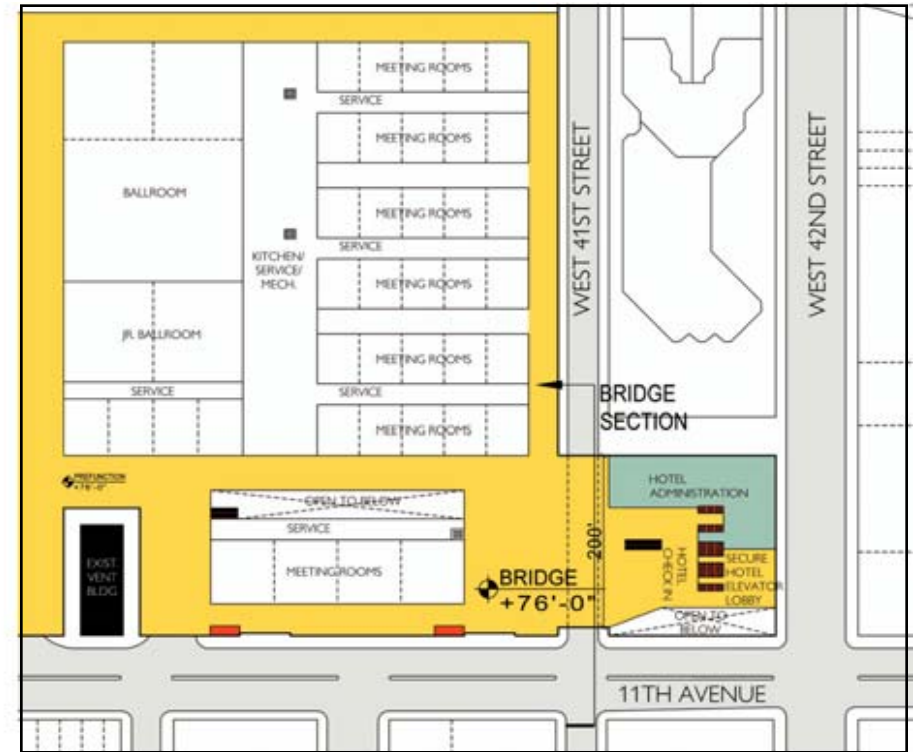 MEETING ROOMS
SERVICE
MEETING ROOMS
BALLROOM
MEETING ROOMS
SERVICE
KITCHEN/
SERVICE/
MECH.
MEETING ROOMS
JR. BALLROOM
MEETING ROOMS
SERVICE
SERVICE
MEETING ROOMS
WEST 41ST STREET
WEST 42ND STREET
BRIDGE
SECTION
PREFUNCTION
+76'-0"
OPEN TO BELOW
SERVICE
MEETING ROOMS
EXIST.
VENT
BLDG
BRIDGE
+76'-0"
200'
HOTEL
ADMINISTRATION
HOTEL
CHECK IN
SECURE
HOTEL
ELEVATOR
LOBBY
OPEN TO
BELOW
11TH AVENUE